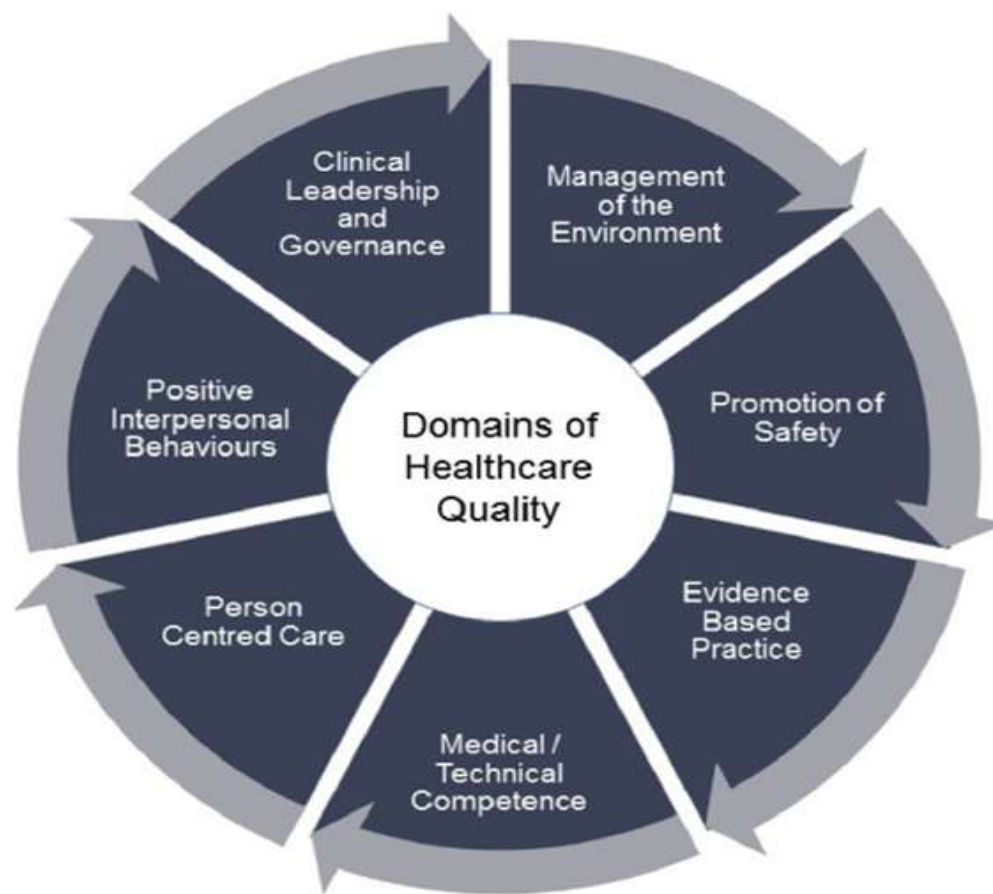 Domains of
Healthcare
Quality
Management
of the
Environment
Promotion of
Safety
Evidence
Based
Practice
Medical /
Technical
Competence
Person
Centred Care
Positive
Interpersonal
Behaviours
Clinical
Leadership
and
Governance